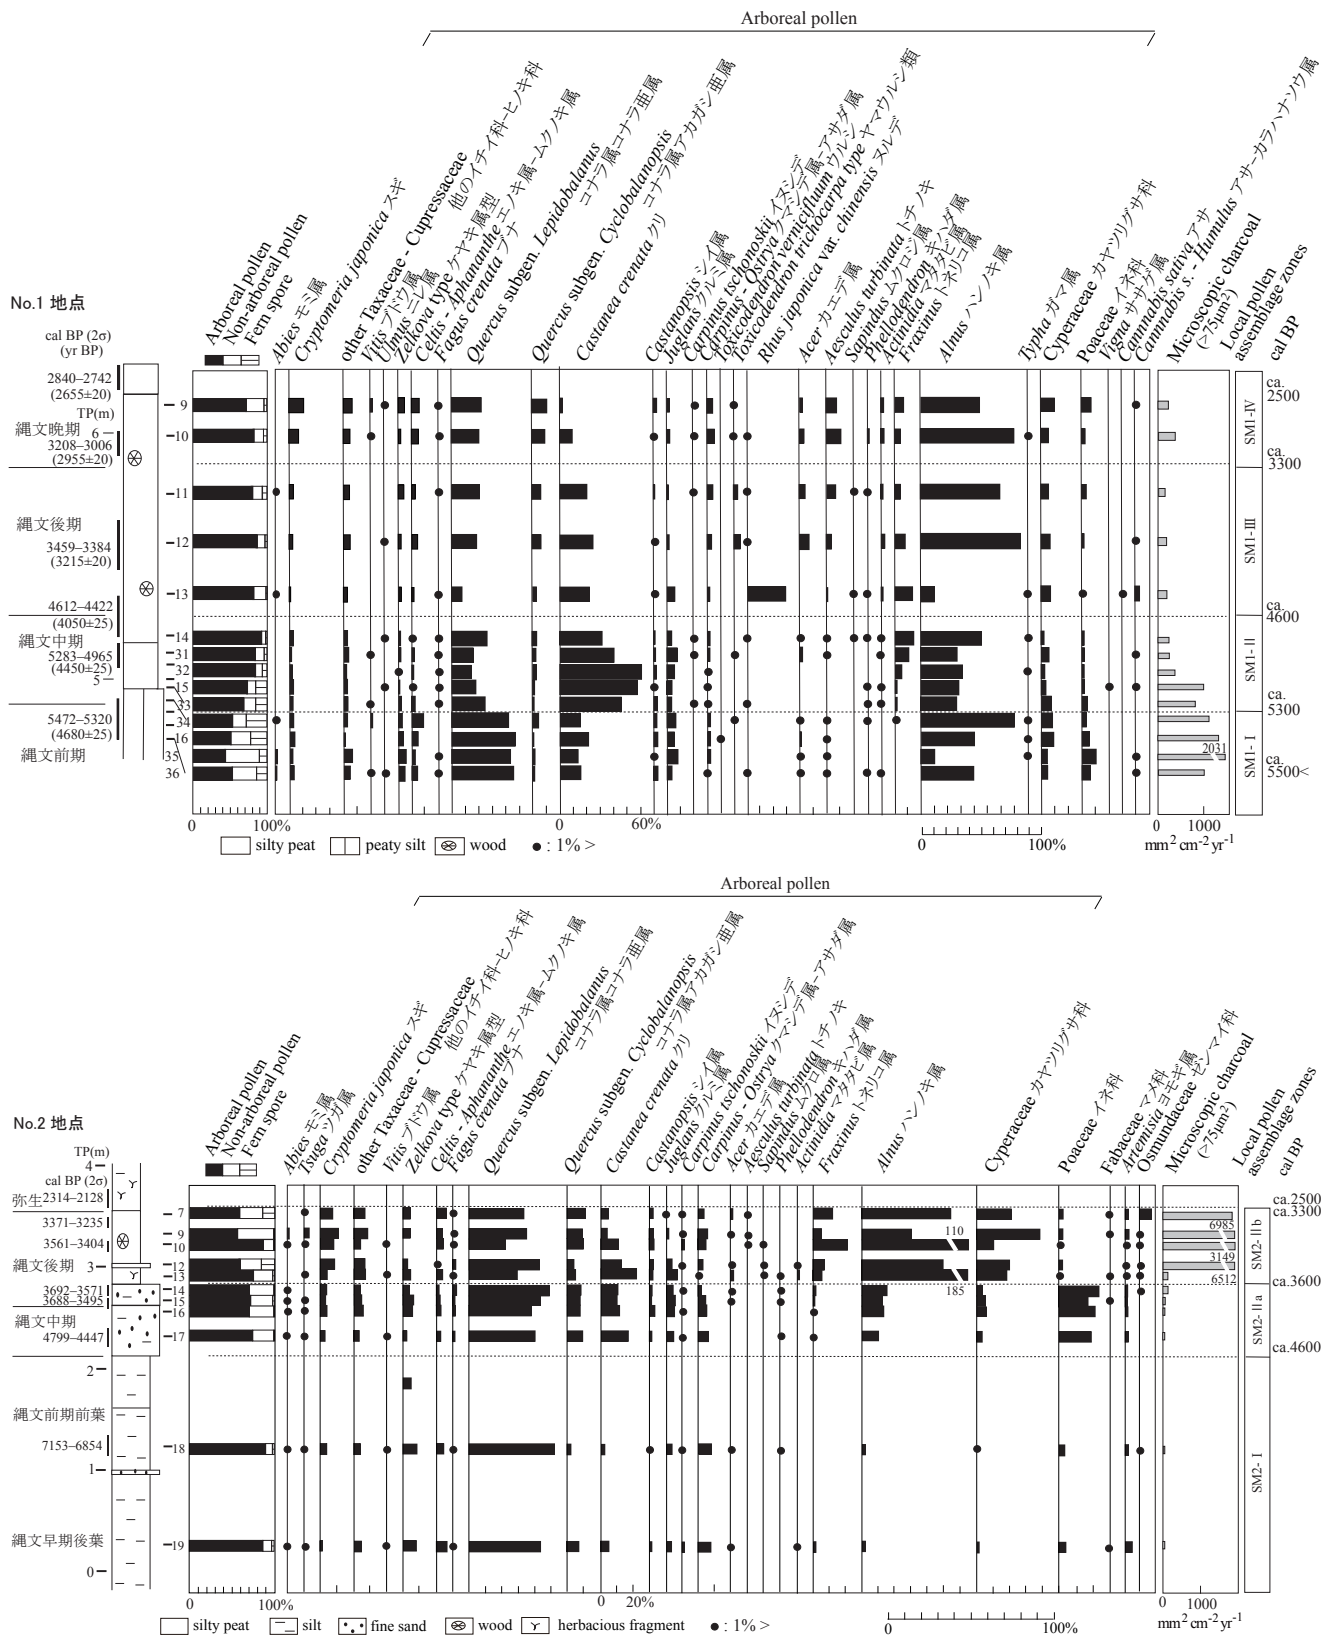 Arboreal pollen
No.1 地点
cal BP (2σ)
(yr BP)
Arboreal pollen
Non-arboreal pollen
Fern spore
Abies モミ属
Cryptomeria japonica スギ
other Taxaceae - Cupressaceae
他のイチイ科–ヒノキ科
Vitis ブドウ属
Ulmus ニレ属
Zelkova type ケヤキ属型
Celtis - Aphananthe エノキ属–ムクノキ属
Fagus crenata ブナ
Quercus subgen. Lepidobalanus
コナラ属コナラ亜属
Quercus subgen. Cyclobalanopsis
コナラ属アカガシ亜属
Castanea crenata クリ
Castanopsis シイ属
Juglans クルミ属
Carpinus tschonoskii イヌシデ
Carpinus - Ostrya クマシデ属–アサダ属
Toxicodendron vernicifluum ウルシ
Toxicodendron trichocarpa type ヤマウルシ類
Rhus japonica var. chinensis ヌルデ
Acer カエデ属
Aesculus turbinata トチノキ
Sapindus ムクロジ属
Phellodendron キハダ属
Actinidia マタタビ属
Fraxinus トネリコ属
Alnus ハンノキ属
Typha ガマ属
Cyperaceae カヤツリグサ科
Poaceae イネ科
Vigna ササゲ属
Cannabis sativa アサ
Cannabis s. - Humulus アサ–カラハナソウ属
Microscopic charcoal
(>75μm²)
Local pollen
assemblage zones
cal BP
2840–2742
(2655±20)
TP(m)
縄文晩期 6
3208–3006
(2955±20)
縄文後期
3459–3384
(3215±20)
4612–4422
(4050±25)
縄文中期
5283–4965
(4450±25)
5
5472–5320
(4680±25)
縄文前期
9
10
11
12
13
14
31
32
15
33
34
16
35
36
2031
SM1-IV
SM1-III
SM1-II
SM1- I
ca.
2500
ca.
3300
ca.
4600
ca.
5300
ca.
5500<
0 100%
0 60%
0 100%
0 1000
mm² cm⁻² yr⁻¹
silty peat peaty silt wood ● : 1% >
Arboreal pollen
No.2 地点
Arboreal pollen
Non-arboreal pollen
Fern spore
Abies モミ属
Tsuga ツガ属
Cryptomeria japonica スギ
other Taxaceae - Cupressaceae
他のイチイ科–ヒノキ科
Vitis ブドウ属
Zelkova type ケヤキ属型
Celtis - Aphananthe エノキ属–ムクノキ属
Fagus crenata ブナ
Quercus subgen. Lepidobalanus
コナラ属コナラ亜属
Quercus subgen. Cyclobalanopsis
コナラ属アカガシ亜属
Castanea crenata クリ
Castanopsis シイ属
Juglans クルミ属
Carpinus tschonoskii イヌシデ
Carpinus - Ostrya クマシデ属–アサダ属
Acer カエデ属
Aesculus turbinata トチノキ
Sapindus ムクロジ属
Phellodendron キハダ属
Actinidia マタタビ属
Fraxinus トネリコ属
Alnus ハンノキ属
Cyperaceae カヤツリグサ科
Poaceae イネ科
Fabaceae マメ科
Artemisia ヨモギ属
Osmundaceae ゼンマイ科
Microscopic charcoal
(>75μm²)
Local pollen
assemblage zones
cal BP
TP(m)
4
cal BP (2σ)
弥生2314–2128
3371–3235
3561–3404
縄文後期 3
3692–3571
3688–3495
縄文中期
4799–4447
2
縄文前期前葉
7153–6854
1
縄文早期後葉
0
7
9
10
12
13
14
15
16
17
18
19
110
185
6985
3149
6512
SM2-IIb
SM2-IIa
SM2- I
ca.2500
ca.3300
ca.3600
ca.4600
0 100%
0 20%
0 100%
0 1000
mm² cm⁻² yr⁻¹
silty peat silt fine sand wood herbacious fragment ● : 1% >